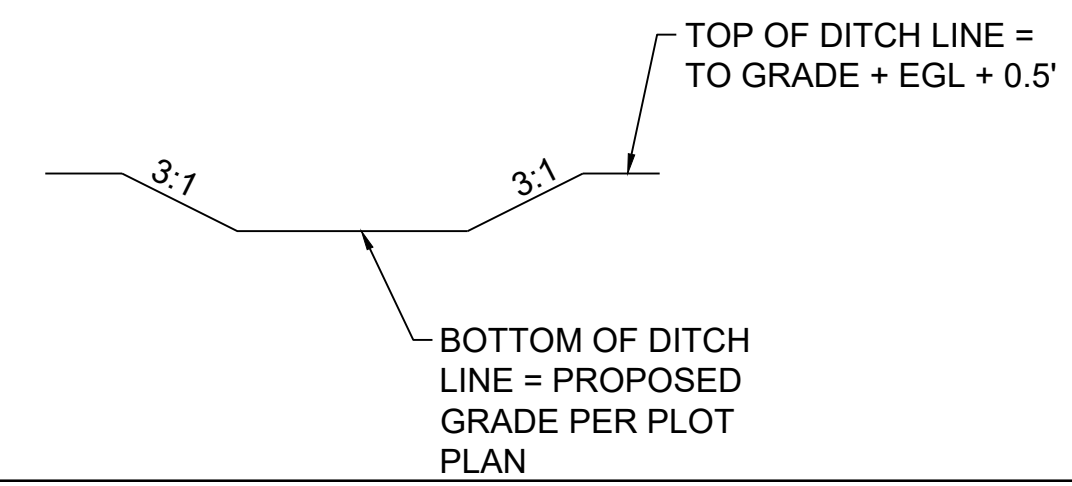 TOP OF DITCH LINE =
TO GRADE + EGL + 0.5'
3:1
3:1
BOTTOM OF DITCH
LINE = PROPOSED
GRADE PER PLOT
PLAN